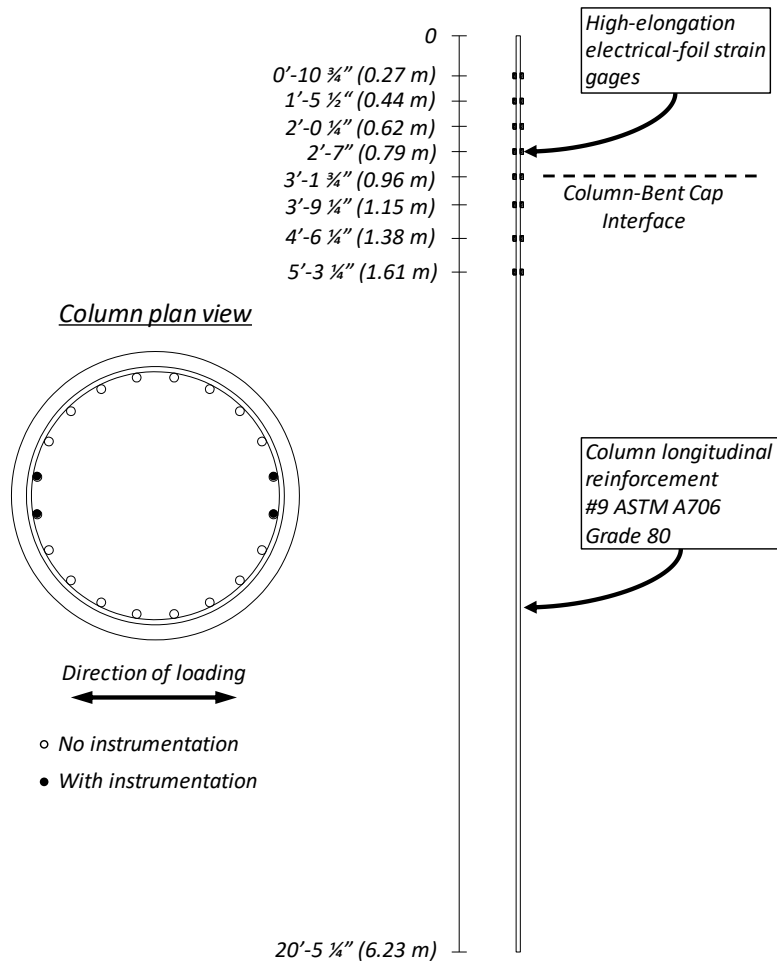 0
High-elongation
electrical-foil strain
gages
0’-10 ¾” (0.27 m)
1’-5 ½“ (0.44 m)
2’-0 ¼” (0.62 m)
2’-7” (0.79 m)
3’-1 ¾” (0.96 m)
3’-9 ¼” (1.15 m)
4’-6 ¼” (1.38 m)
5’-3 ¼” (1.61 m)
Column-Bent Cap
Interface
Column plan view
Column longitudinal
reinforcement
#9 ASTM A706
Grade 80
Direction of loading
No instrumentation
With instrumentation
20’-5 ¼” (6.23 m)